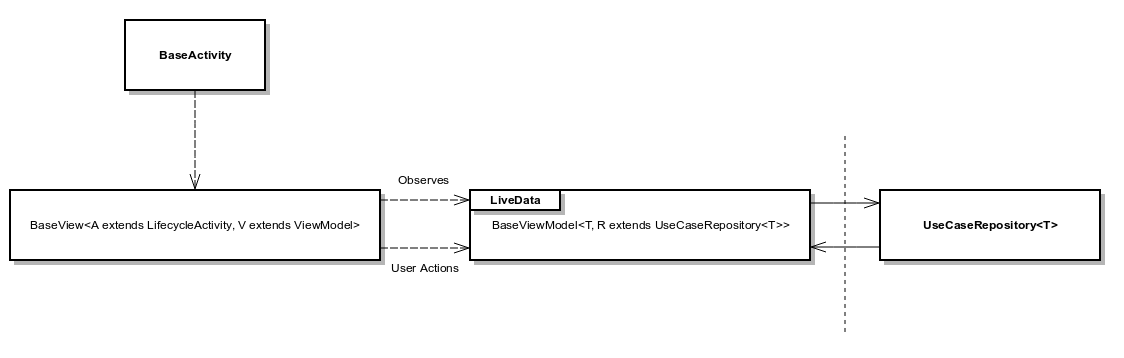 BaseActivity
Observes
LiveData
BaseView<A extends LifecycleActivity, V extends ViewModel>
BaseViewModel<T, R extends UseCaseRepository<T>>
UseCaseRepository<T>
User Actions